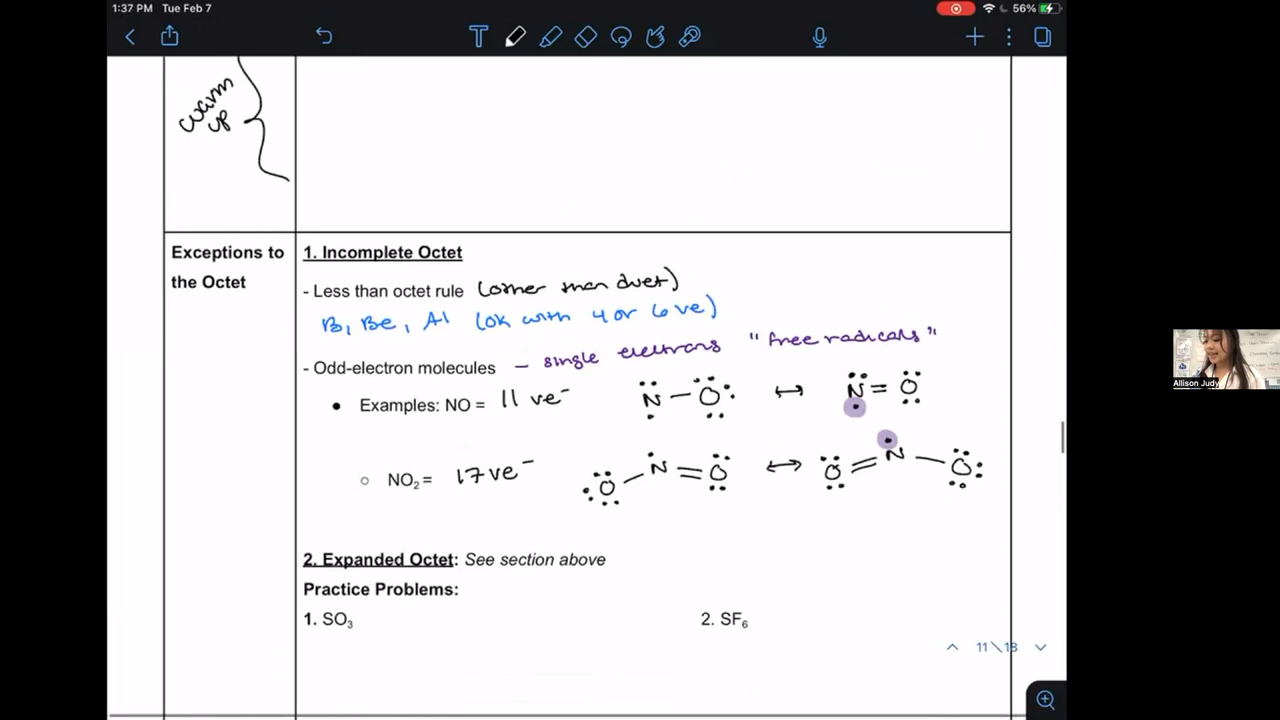 1:37 PM Tue Feb 7
56%
warm
up
Exceptions to
the Octet
1. Incomplete Octet
- Less than octet rule (other than duet)
B, Be, Al (ok with 4 or 6 ve)
- Odd-electron molecules – single electrons "free radicals"
• Examples: NO = 11 ve⁻ N – O ↔ N = O
○ NO₂ = 17 ve⁻ O – N = O ↔ O = N – O
2. Expanded Octet: See section above
Practice Problems:
1. SO₃ 2. SF₆
11\18
Allison Judy